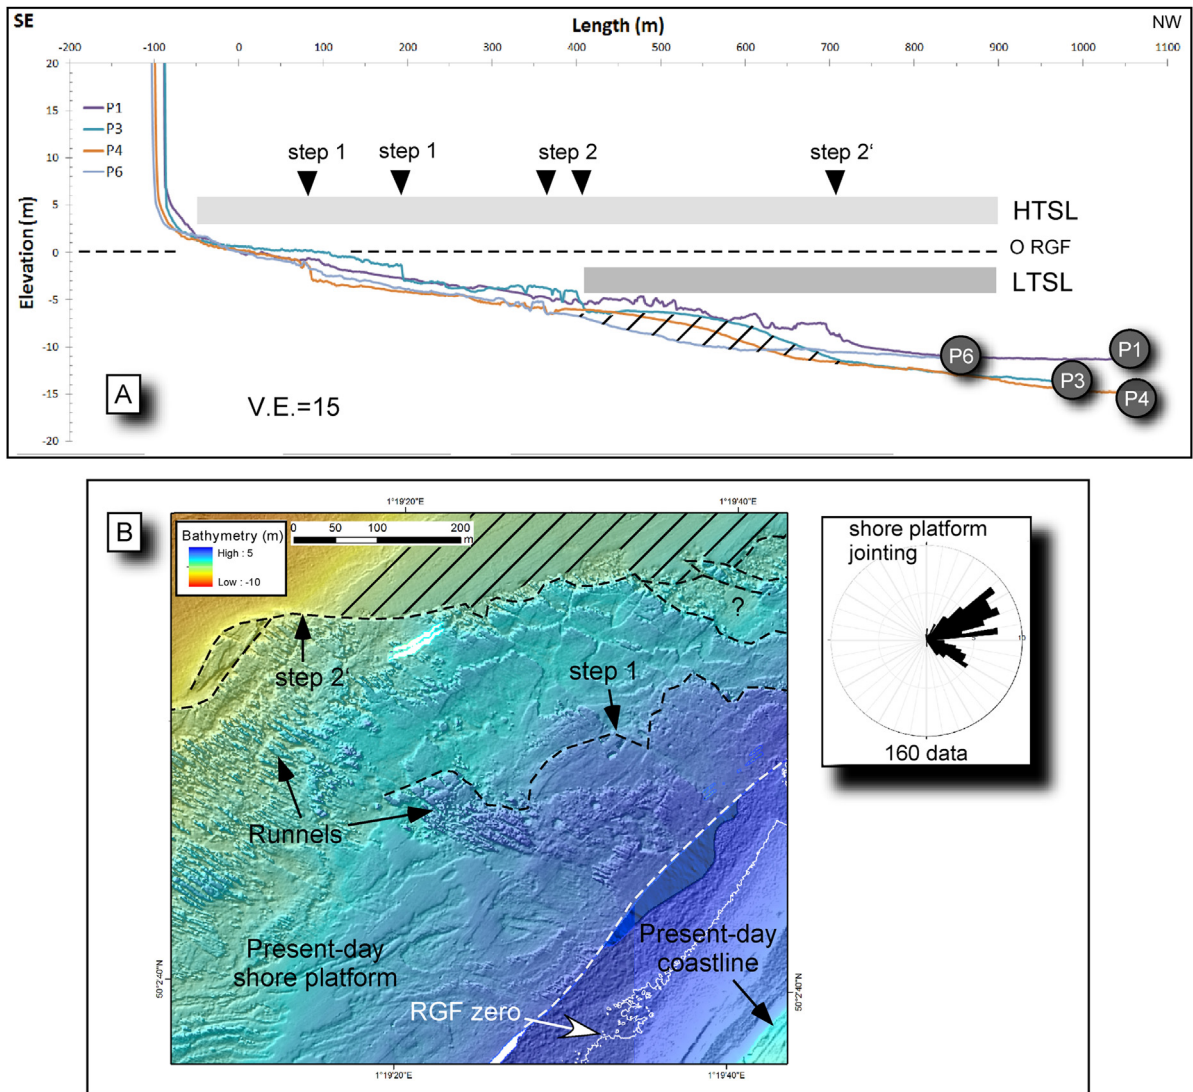 SE
Length (m)
NW
-200 -100 0 100 200 300 400 500 600 700 800 900 1000 1100
20
15
10
5
0
-5
-10
-15
-20
Elevation (m)
P1
P3
P4
P6
step 1 step 1 step 2 step 2‘
HTSL
O RGF
LTSL
P6
P1
P3
P4
A
V.E.=15
B
1°19'20"E 1°19'40"E
Bathymetry (m)
High : 5
Low : -10
0 50 100 200
m
?
step 2‘
step 1
Runnels
Present-day
shore platform
Present-day
coastline
RGF zero
50°2'40"N
50°2'40"N
1°19'20"E 1°19'40"E
shore platform
jointing
5 10
160 data